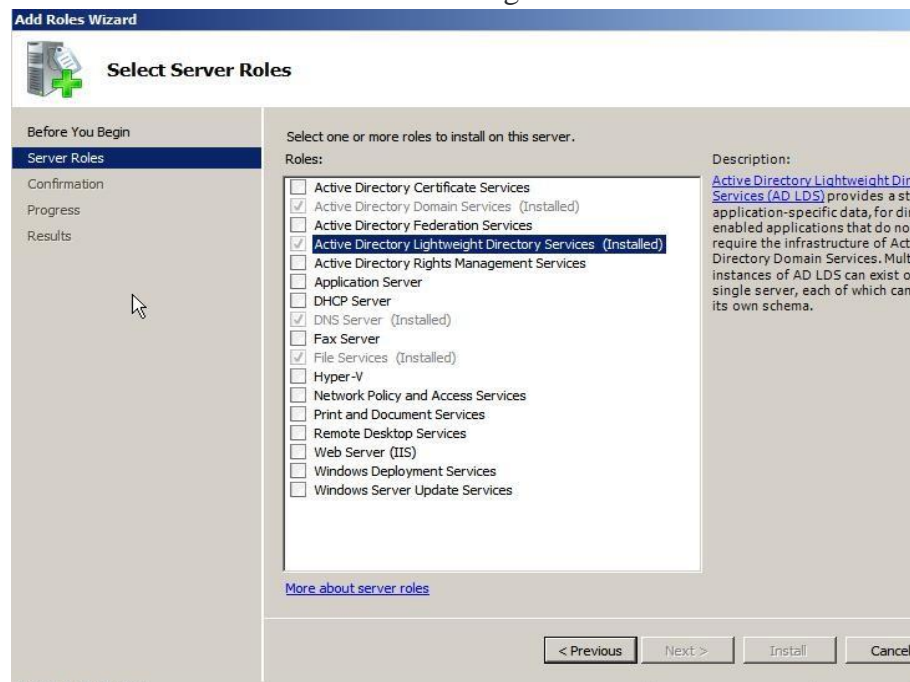 Add Roles Wizard
Select Server Roles
Before You Begin
Server Roles
Confirmation
Progress
Results
Select one or more roles to install on this server.
Roles:
Active Directory Certificate Services
Active Directory Domain Services (Installed)
Active Directory Federation Services
Active Directory Lightweight Directory Services (Installed)
Active Directory Rights Management Services
Application Server
DHCP Server
DNS Server (Installed)
Fax Server
File Services (Installed)
Hyper-V
Network Policy and Access Services
Print and Document Services
Remote Desktop Services
Web Server (IIS)
Windows Deployment Services
Windows Server Update Services
More about server roles
Description:
Active Directory Lightweight Dir
Services (AD LDS) provides a st
application-specific data, for dir
enabled applications that do no
require the infrastructure of Act
Directory Domain Services. Mult
instances of AD LDS can exist o
single server, each of which can
its own schema.
< Previous
Next >
Install
Cancel